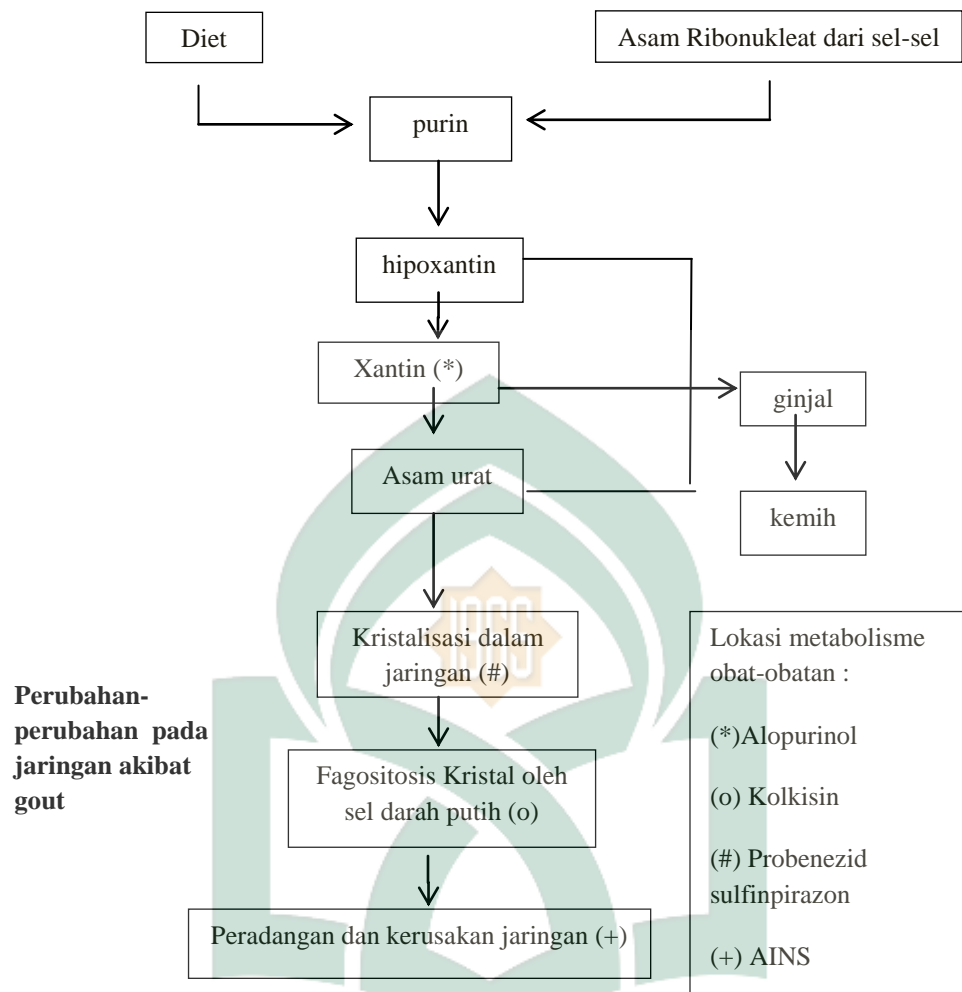 Diet
Asam Ribonukleat dari sel-sel
purin
hipoxantin
Xantin (*)
ginjal
Asam urat
kemih
Kristalisasi dalam
jaringan (#)
Perubahan-
perubahan pada
jaringan akibat
gout
Fagositosis Kristal oleh
sel darah putih (o)
Peradangan dan kerusakan jaringan (+)
Lokasi metabolisme
obat-obatan :
(*)Alopurinol
(o) Kolkisin
(#) Probenezid
sulfinpirazon
(+) AINS
1965